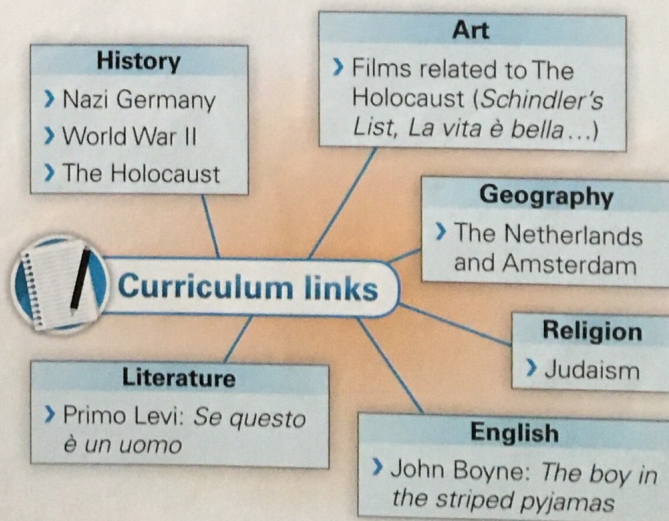 History
› Nazi Germany
› World War II
› The Holocaust
Art
› Films related to The
Holocaust (Schindler's
List, La vita è bella…)
Geography
› The Netherlands
and Amsterdam
Curriculum links
Religion
› Judaism
Literature
› Primo Levi: Se questo
è un uomo
English
› John Boyne: The boy in
the striped pyjamas